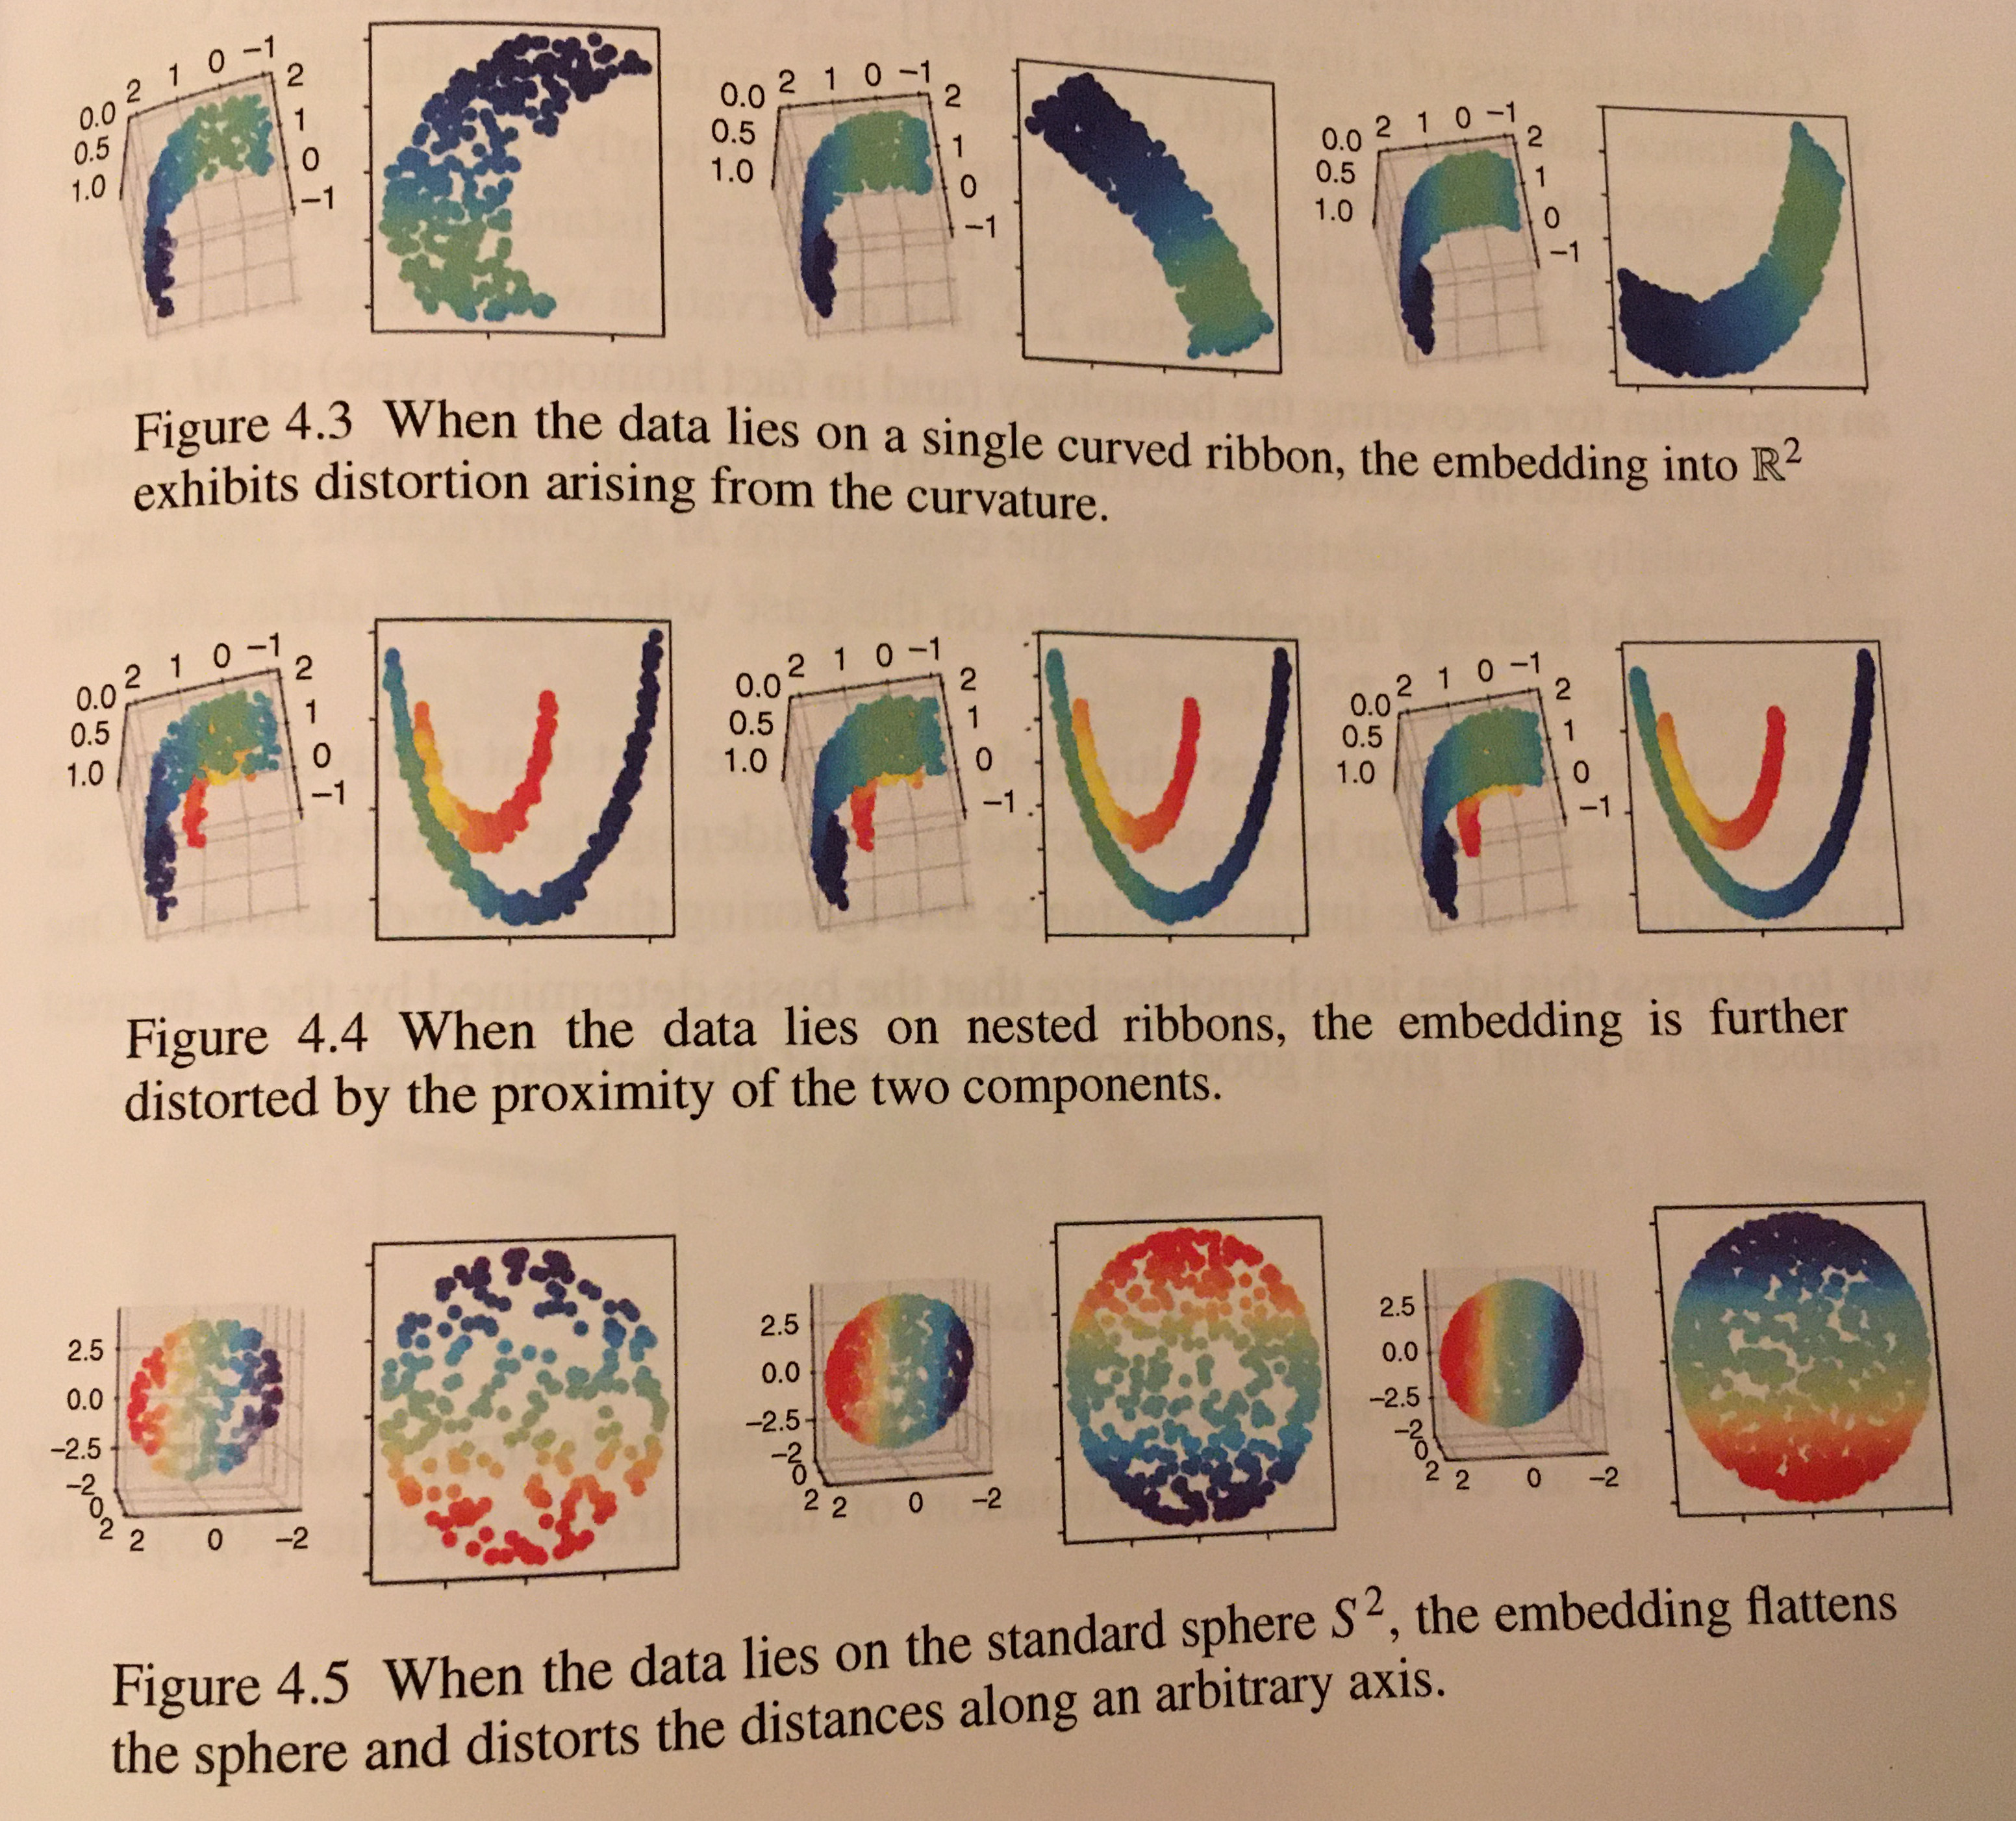 0.0 2 1 0 −1 2
0.5 1
1.0 0
−1
0.0 2 1 0 −1 2
0.5 1
1.0 0
−1
0.0 2 1 0 −1 2
0.5 1
1.0 0
−1
Figure 4.3 When the data lies on a single curved ribbon, the embedding into ℝ²
exhibits distortion arising from the curvature.
0.0 2 1 0 −1 2
0.5 1
1.0 0
−1
0.0 2 1 0 −1 2
0.5 1
1.0 0
−1
0.0 2 1 0 −1 2
0.5 1
1.0 0
−1
Figure 4.4 When the data lies on nested ribbons, the embedding is further
distorted by the proximity of the two components.
2.5
0.0
−2.5
−2
0
2 2 0 −2
2.5
0.0
−2.5
−2
0
2 2 0 −2
2.5
0.0
−2.5
−2
0
2 2 0 −2
Figure 4.5 When the data lies on the standard sphere S², the embedding flattens
the sphere and distorts the distances along an arbitrary axis.